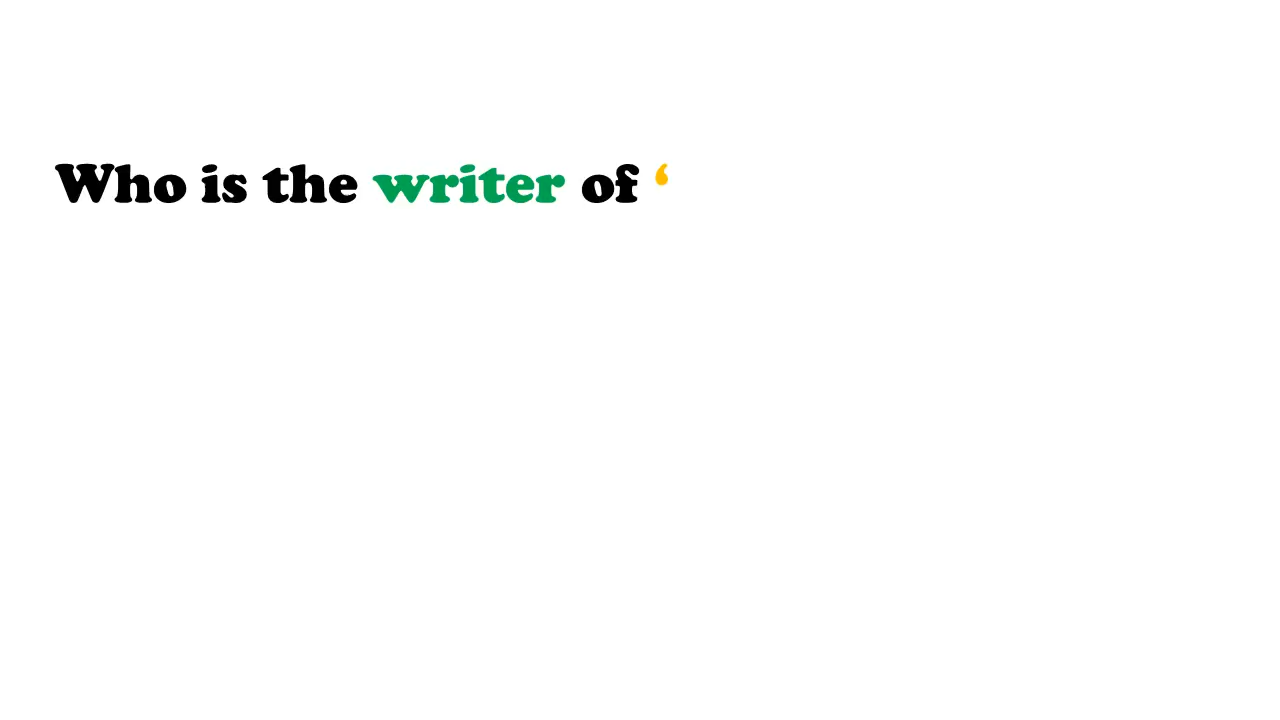 Who is the writer of ‘